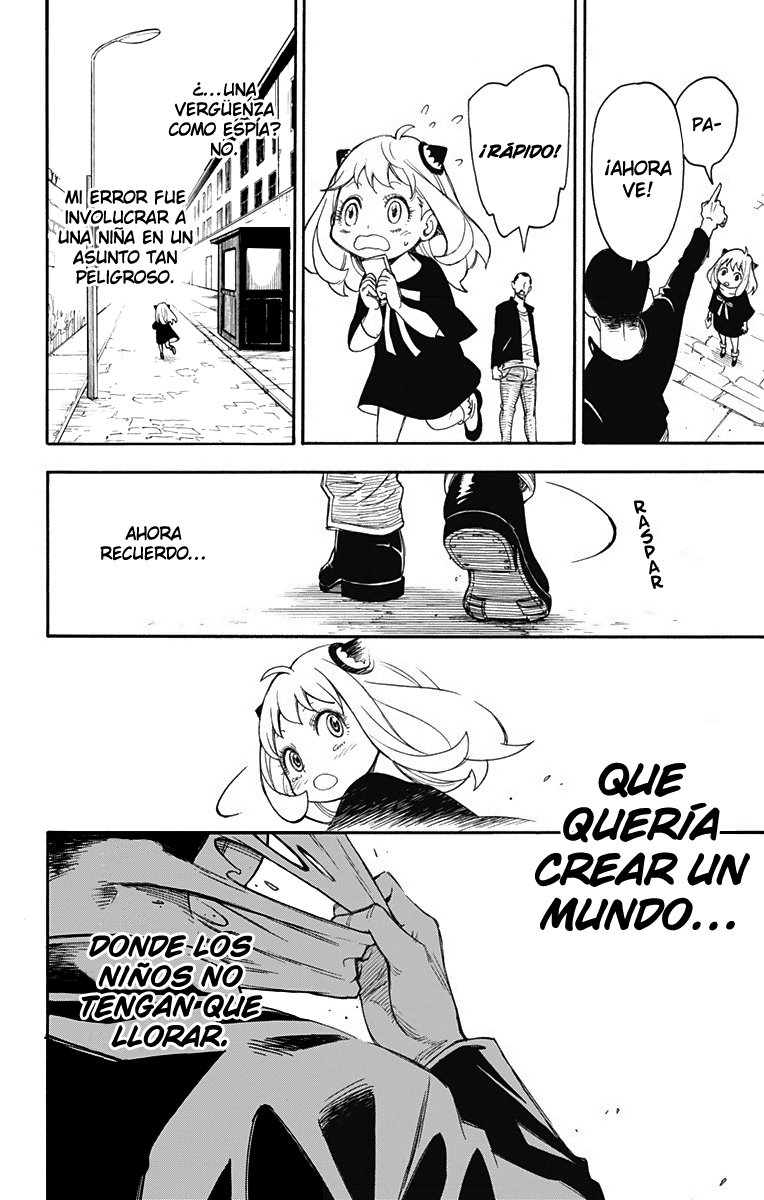 PA-
¡AHORA
VE!
¡RÁPIDO!
¿...UNA
VERGÜENZA
COMO ESPÍA?
NO.
MI ERROR FUE
INVOLUCRAR A
UNA NIÑA EN UN
ASUNTO TAN
PELIGROSO.
RASPAR
AHORA
RECUERDO...
QUE
QUERÍA
CREAR UN
MUNDO...
DONDE LOS
NIÑOS NO
TENGAN QUE
LLORAR.